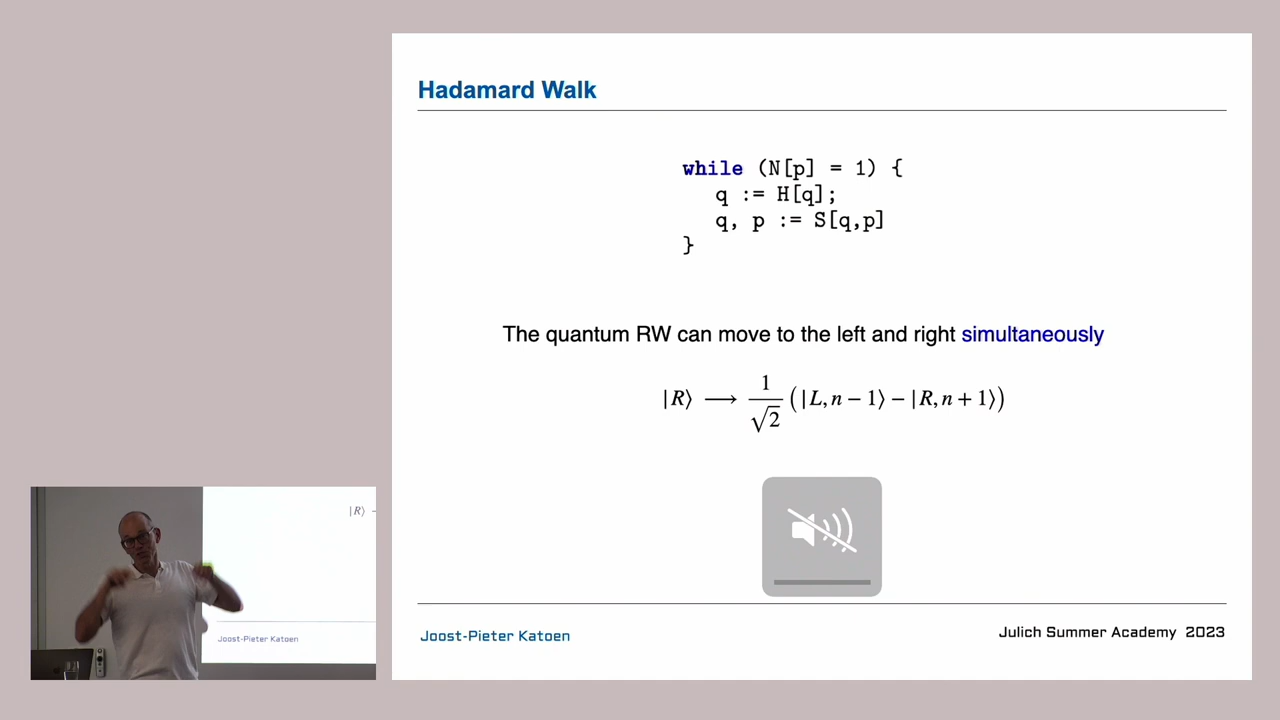 Hadamard Walk
while (N[p] = 1) {
q := H[q];
q, p := S[q,p]
}
The quantum RW can move to the left and right simultaneously
|R⟩ ⟶ 1/√2 (|L, n − 1⟩ − |R, n + 1⟩)
|R⟩ –
Joost-Pieter Katoen
Joost-Pieter Katoen
Julich Summer Academy 2023